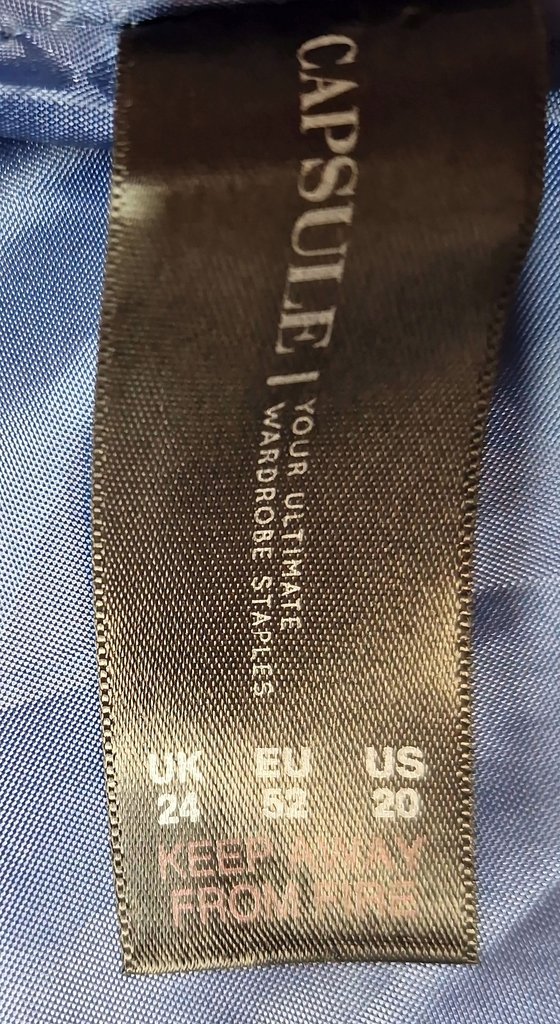 CAPSULE |
YOUR ULTIMATE
WARDROBE STAPLES
UK EU US
24 52 20
KEEP AWAY
FROM FIRE